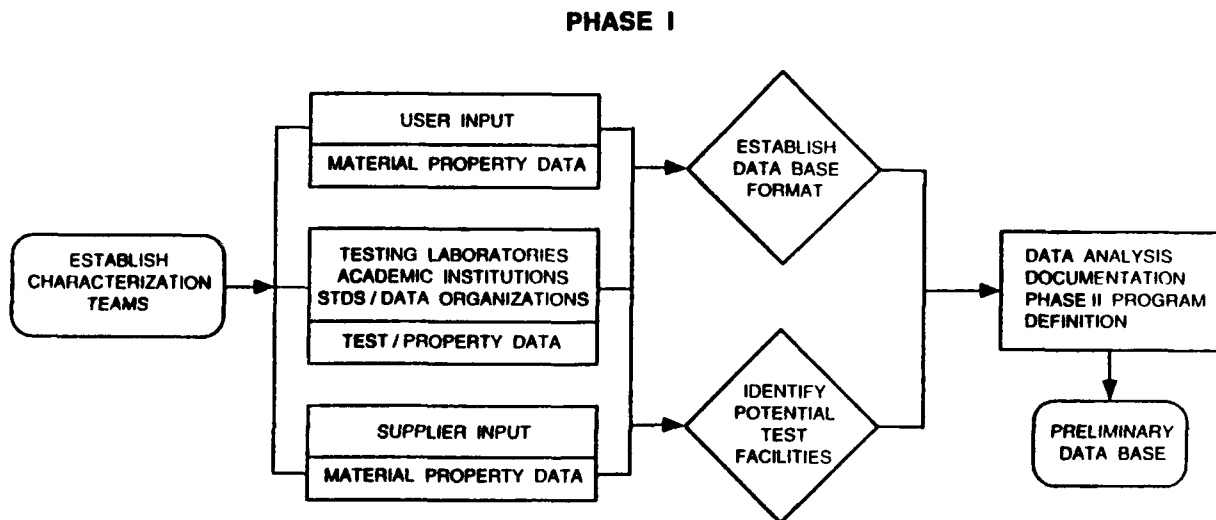 PHASE I
ESTABLISH
CHARACTERIZATION
TEAMS
USER INPUT
MATERIAL PROPERTY DATA
TESTING LABORATORIES
ACADEMIC INSTITUTIONS
STDS / DATA ORGANIZATIONS
TEST / PROPERTY DATA
SUPPLIER INPUT
MATERIAL PROPERTY DATA
ESTABLISH
DATA BASE
FORMAT
IDENTIFY
POTENTIAL
TEST
FACILITIES
DATA ANALYSIS
DOCUMENTATION
PHASE II PROGRAM
DEFINITION
PRELIMINARY
DATA BASE